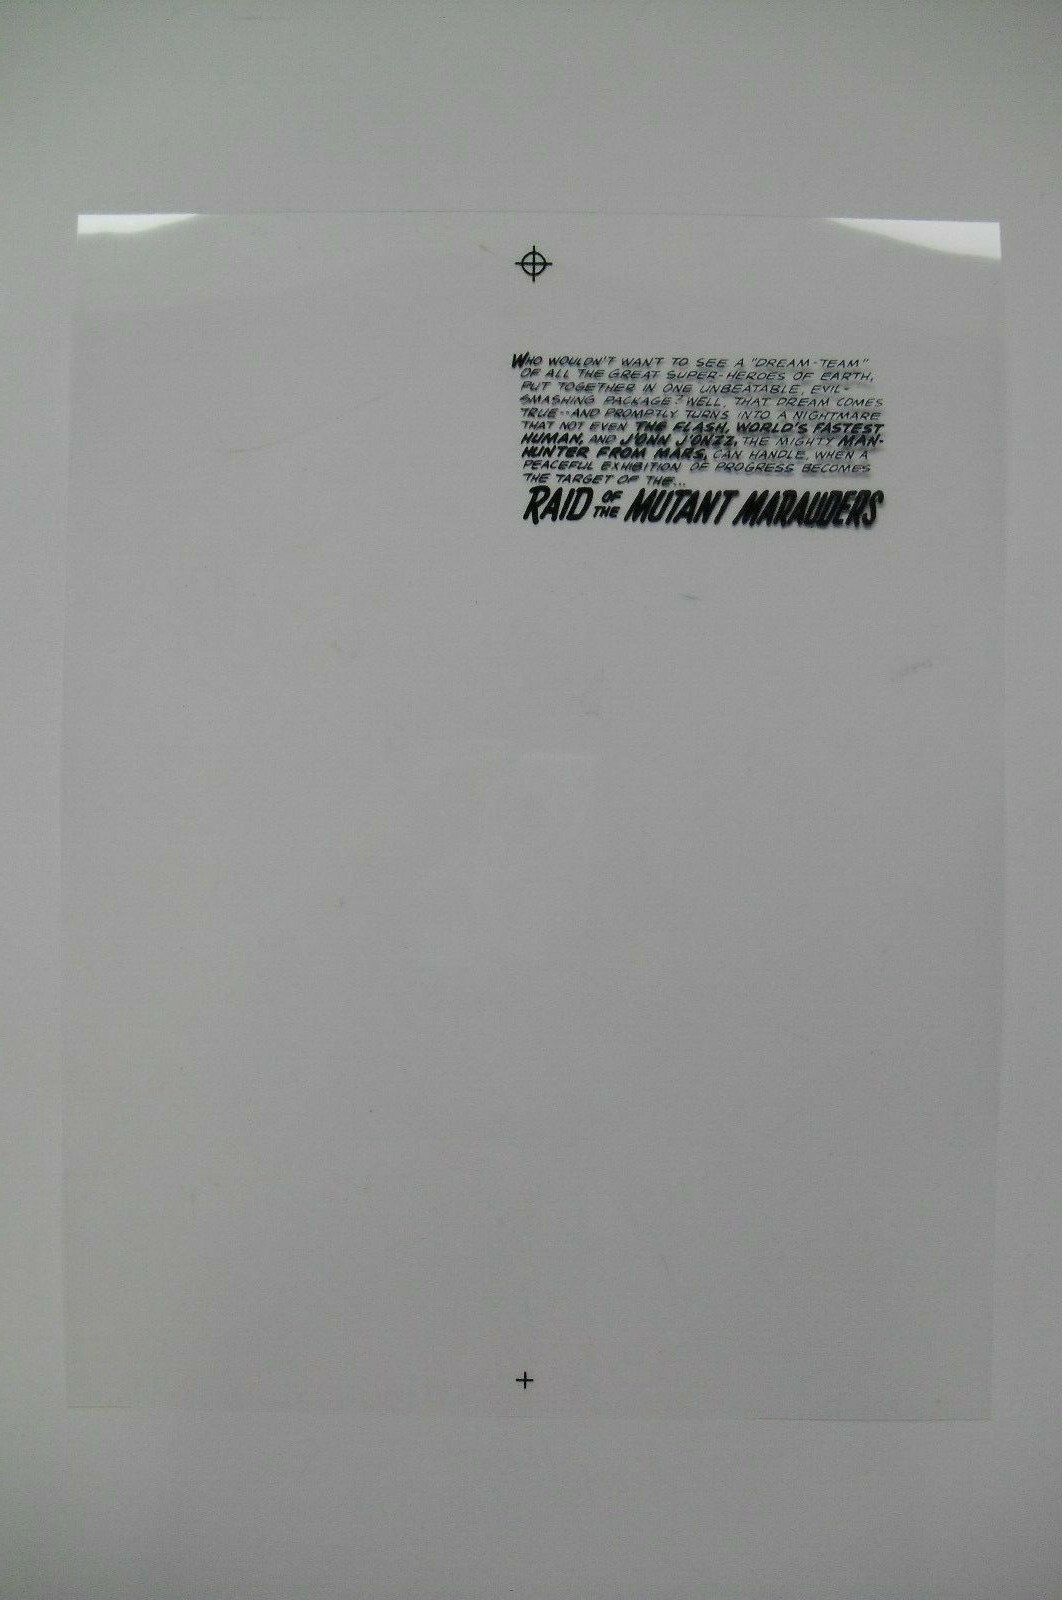 WHO WOULDN'T WANT TO SEE A "DREAM-TEAM"
OF ALL THE GREAT SUPER-HEROES OF EARTH,
PUT TOGETHER IN ONE UNBEATABLE, EVIL-
SMASHING PACKAGE? WELL, THAT DREAM COMES
TRUE--AND PROMPTLY TURNS INTO A NIGHTMARE
THAT NOT EVEN THE FLASH, WORLD'S FASTEST
HUMAN, AND J'ONN J'ONZZ, THE MIGHTY MAN-
HUNTER FROM MARS, CAN HANDLE, WHEN A
PEACEFUL EXHIBITION OF PROGRESS BECOMES
THE TARGET OF THE...
RAID OF THE MUTANT MARAUDERS